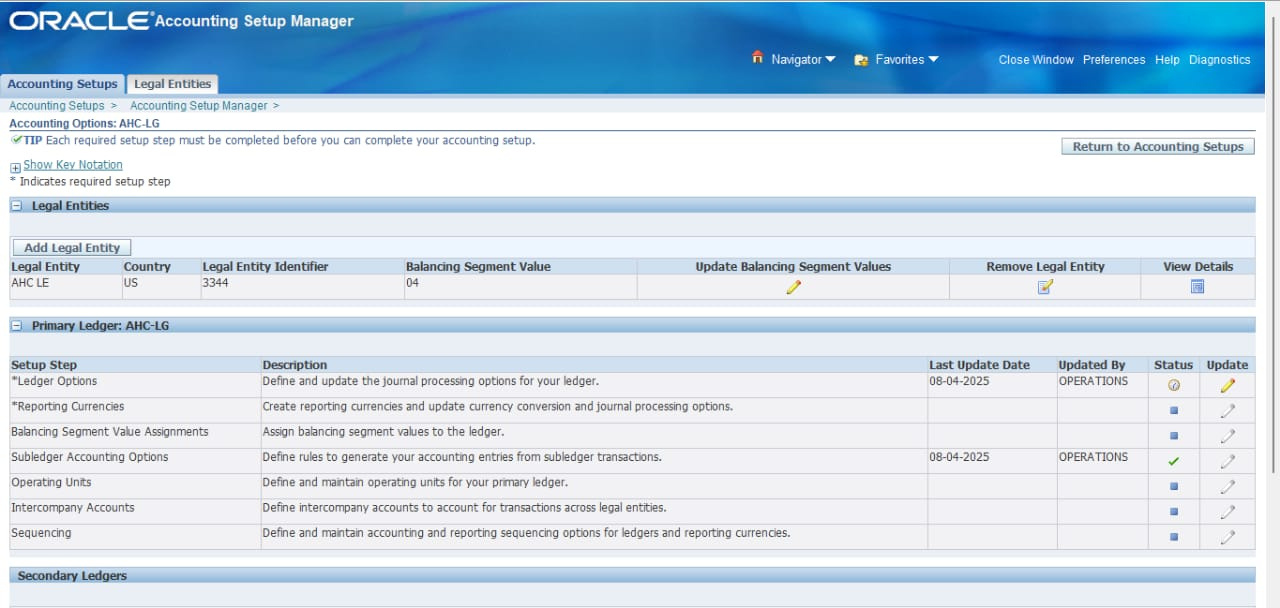 ORACLE® Accounting Setup Manager
Navigator Favorites Close Window Preferences Help Diagnostics
Accounting Setups Legal Entities
Accounting Setups > Accounting Setup Manager >
Accounting Options: AHC-LG
TIP Each required setup step must be completed before you can complete your accounting setup.
Return to Accounting Setups
Show Key Notation
* Indicates required setup step
Legal Entities
Add Legal Entity
Legal Entity Country Legal Entity Identifier Balancing Segment Value Update Balancing Segment Values Remove Legal Entity View Details
AHC LE US 3344 04
Primary Ledger: AHC-LG
Setup Step Description Last Update Date Updated By Status Update
*Ledger Options Define and update the journal processing options for your ledger. 08-04-2025 OPERATIONS
*Reporting Currencies Create reporting currencies and update currency conversion and journal processing options.
Balancing Segment Value Assignments Assign balancing segment values to the ledger.
Subledger Accounting Options Define rules to generate your accounting entries from subledger transactions. 08-04-2025 OPERATIONS
Operating Units Define and maintain operating units for your primary ledger.
Intercompany Accounts Define intercompany accounts to account for transactions across legal entities.
Sequencing Define and maintain accounting and reporting sequencing options for ledgers and reporting currencies.
Secondary Ledgers